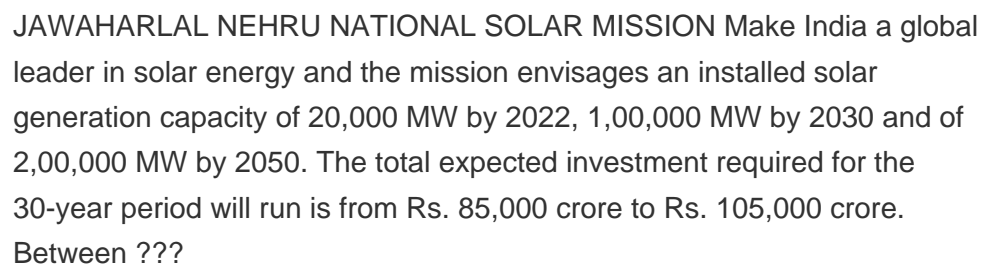 JAWAHARLAL NEHRU NATIONAL SOLAR MISSION Make India a global
leader in solar energy and the mission envisages an installed solar
generation capacity of 20,000 MW by 2022, 1,00,000 MW by 2030 and of
2,00,000 MW by 2050. The total expected investment required for the
30-year period will run is from Rs. 85,000 crore to Rs. 105,000 crore.
Between ???